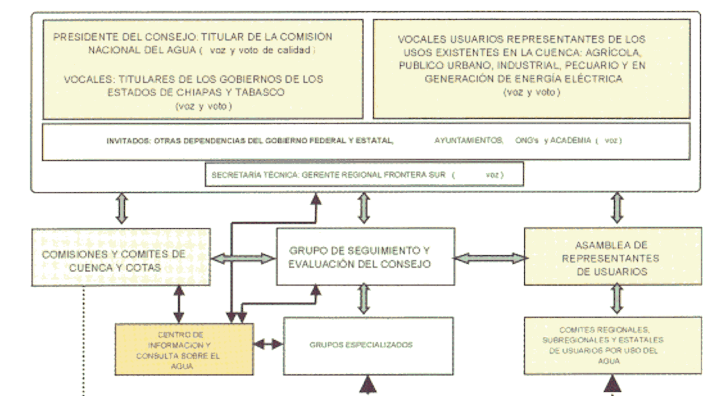 PRESIDENTE DEL CONSEJO: TITULAR DE LA COMISIÓN
NACIONAL DEL AGUA ( voz y voto de calidad )
VOCALES: TITULARES DE LOS GOBIERNOS DE LOS
ESTADOS DE CHIAPAS Y TABASCO
(voz y voto )
VOCALES USUARIOS REPRESENTANTES DE LOS
USOS EXISTENTES EN LA CUENCA: AGRÍCOLA,
PUBLICO URBANO, INDUSTRIAL, PECUARIO Y EN
GENERACIÓN DE ENERGÍA ELÉCTRICA
(voz y voto )
INVITADOS: OTRAS DEPENDENCIAS DEL GOBIERNO FEDERAL Y ESTATAL, AYUNTAMIENTOS, ONG's y ACADEMIA ( voz )
SECRETARÍA TÉCNICA: GERENTE REGIONAL FRONTERA SUR ( voz )
COMISIONES Y COMITES DE
CUENCA Y COTAS
GRUPO DE SEGUIMIENTO Y
EVALUACIÓN DEL CONSEJO
ASAMBLEA DE
REPRESENTANTES
DE USUARIOS
CENTRO DE
INFORMACION Y
CONSULTA SOBRE EL
AGUA
GRUPOS ESPECIALIZADOS
COMITES REGIONALES,
SUBREGIONALES Y ESTATALES
DE USUARIOS POR USO DEL
AGUA